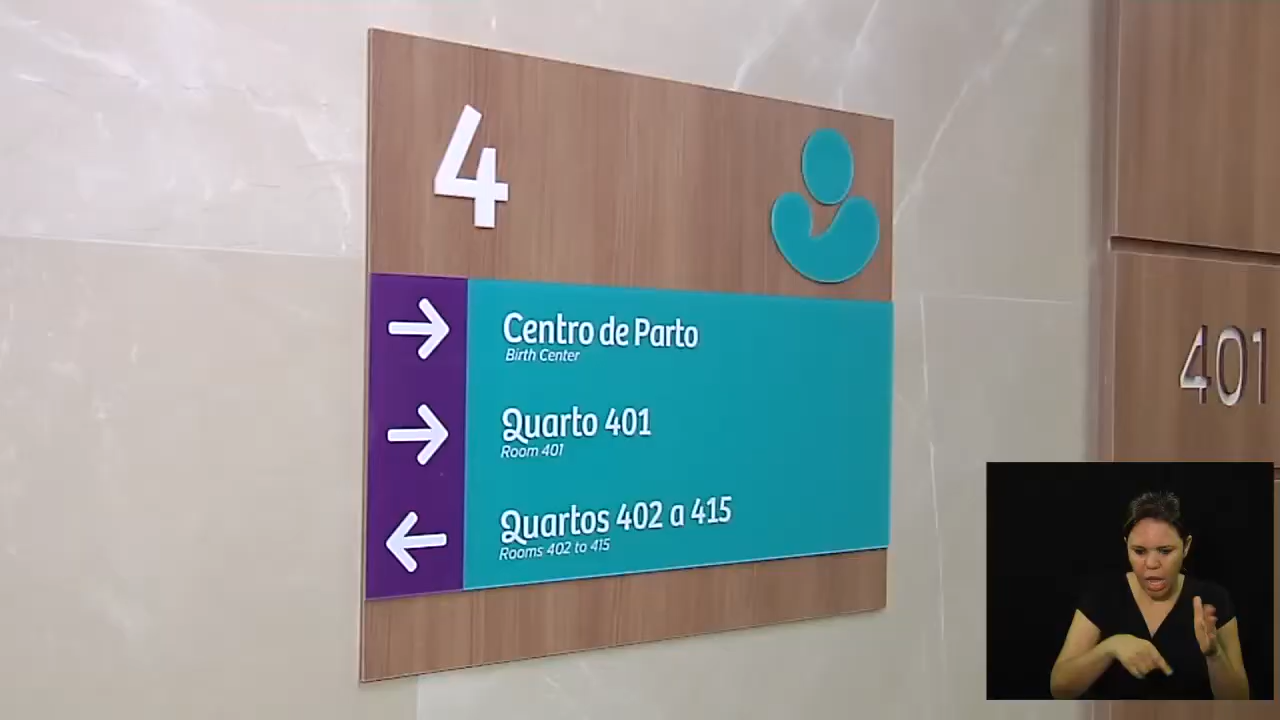 4
Centro de Parto
Birth Center
Quarto 401
Room 401
Quartos 402 a 415
Rooms 402 to 415
401